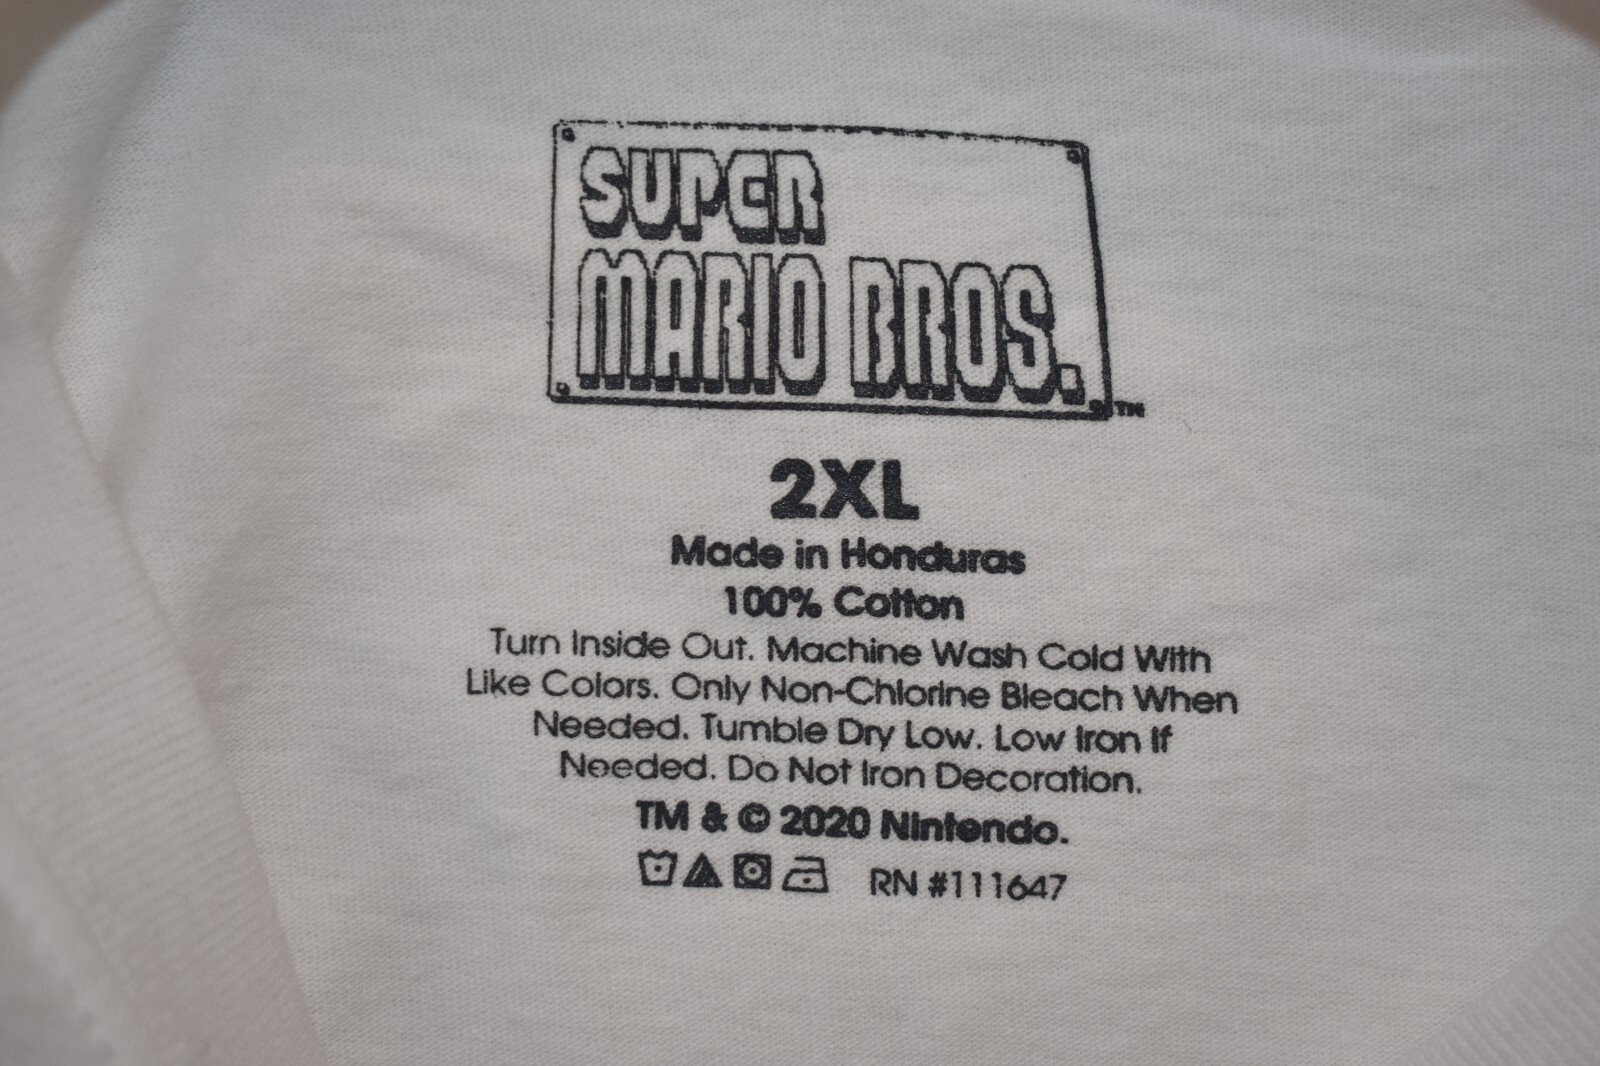 SUPER
MARIO BROS.™
2XL
Made in Honduras
100% Cotton
Turn Inside Out. Machine Wash Cold With
Like Colors. Only Non-Chlorine Bleach When
Needed. Tumble Dry Low. Low Iron If
Needed. Do Not Iron Decoration.
TM & © 2020 Nintendo.
RN #111647